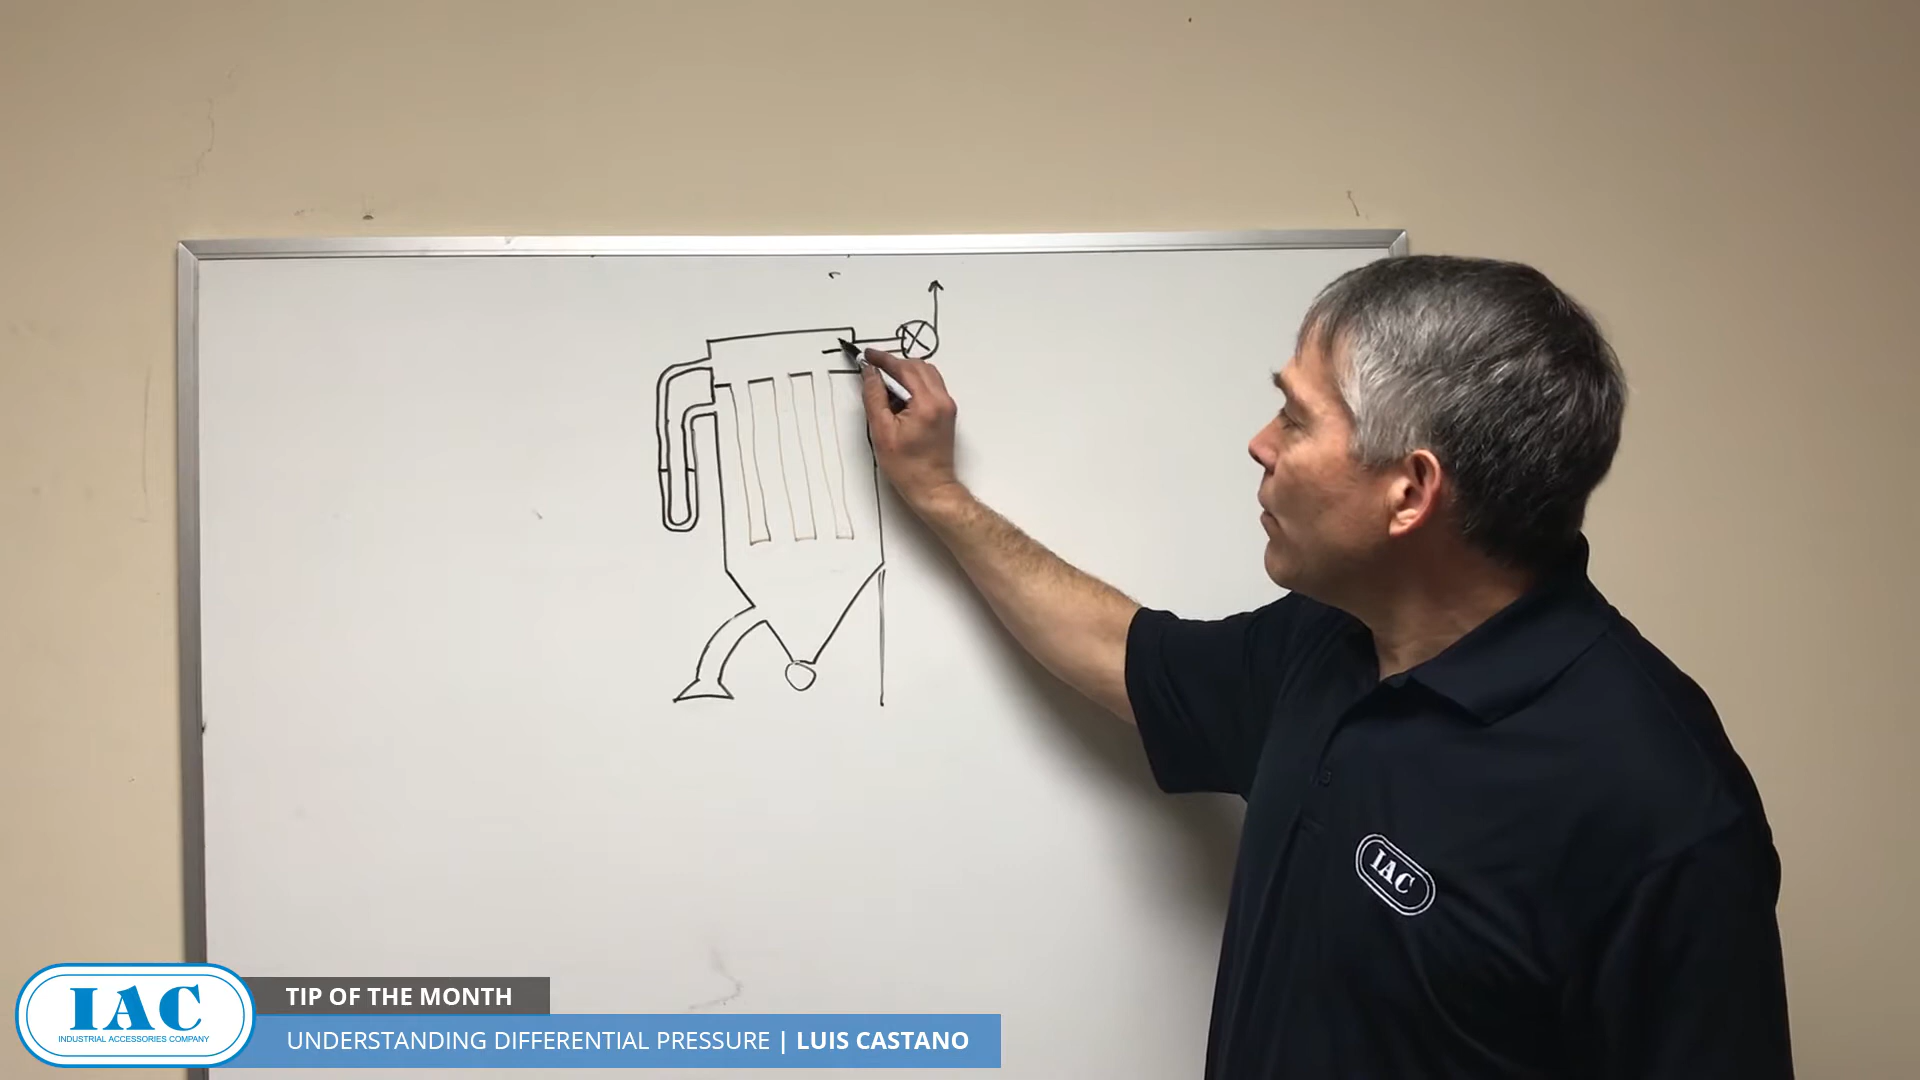 IAC
IAC
INDUSTRIAL ACCESSORIES COMPANY
TIP OF THE MONTH
UNDERSTANDING DIFFERENTIAL PRESSURE | LUIS CASTANO